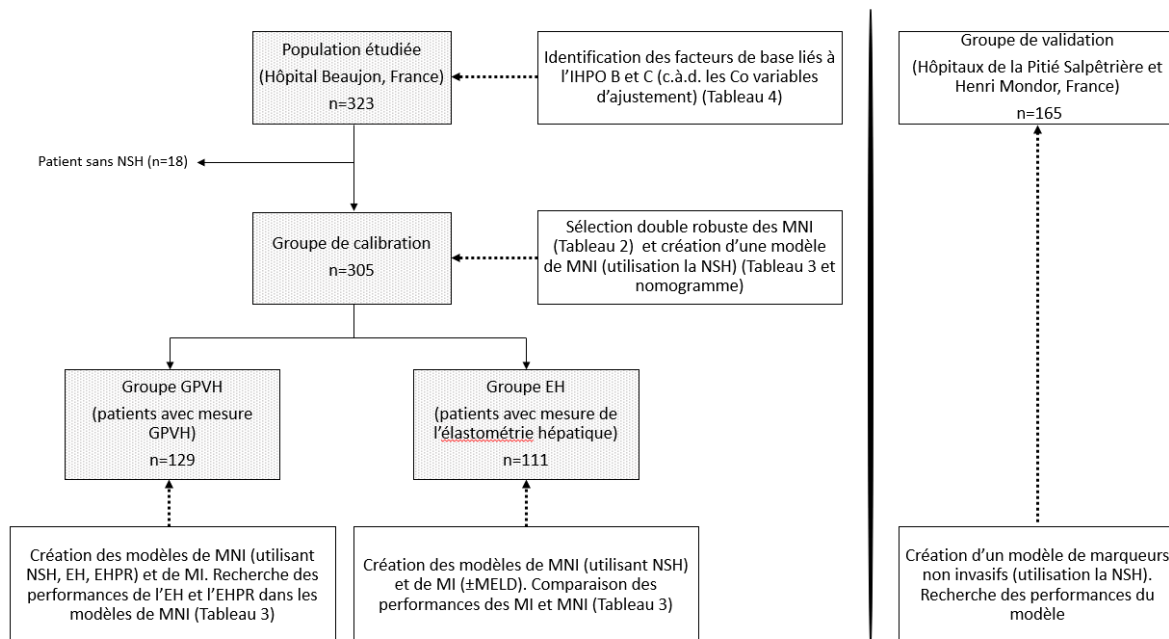 Population étudiée
(Hôpital Beaujon, France)
n=323
Identification des facteurs de base liés à
l’IHPO B et C (c.à.d. les Co variables
d’ajustement) (Tableau 4)
Groupe de validation
(Hôpitaux de la Pitié Salpêtrière et
Henri Mondor, France)
n=165
Patient sans NSH (n=18)
Groupe de calibration
n=305
Sélection double robuste des MNI
(Tableau 2) et création d’une modèle
de MNI (utilisation la NSH) (Tableau 3 et
nomogramme)
Groupe GPVH
(patients avec mesure
GPVH)
n=129
Groupe EH
(patients avec mesure de
l’élastométrie hépatique)
n=111
Création des modèles de MNI (utilisant
NSH, EH, EHPR) et de MI. Recherche des
performances de l’EH et l’EHPR dans les
modèles de MNI (Tableau 3)
Création des modèles de MNI (utilisant NSH)
et de MI (±MELD). Comparaison des
performances des MI et MNI (Tableau 3)
Création d’un modèle de marqueurs
non invasifs (utilisation la NSH).
Recherche des performances du
modèle